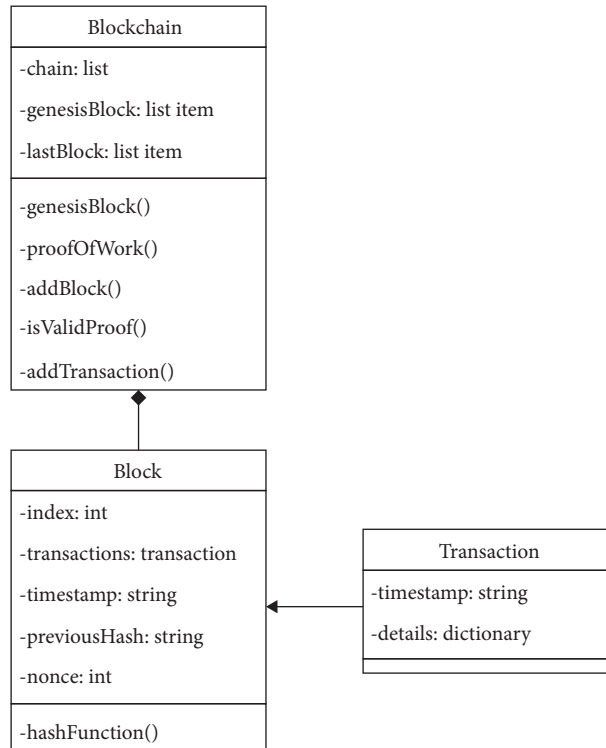 Blockchain
-chain: list
-genesisBlock: list item
-lastBlock: list item
-genesisBlock()
-proofOfWork()
-addBlock()
-isValidProof()
-addTransaction()
Block
-index: int
-transactions: transaction
-timestamp: string
-previousHash: string
-nonce: int
-hashFunction()
Transaction
-timestamp: string
-details: dictionary